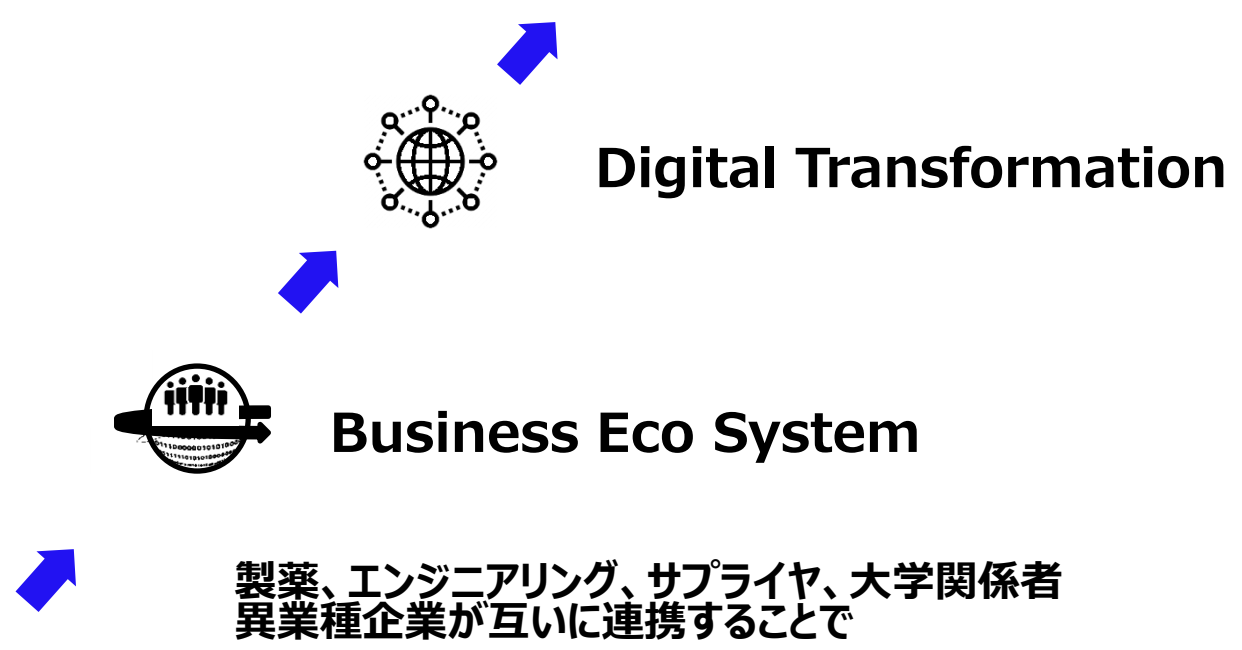 Digital Transformation
Business Eco System
製薬、エンジニアリング、サプライヤ、大学関係者
異業種企業が互いに連携することで